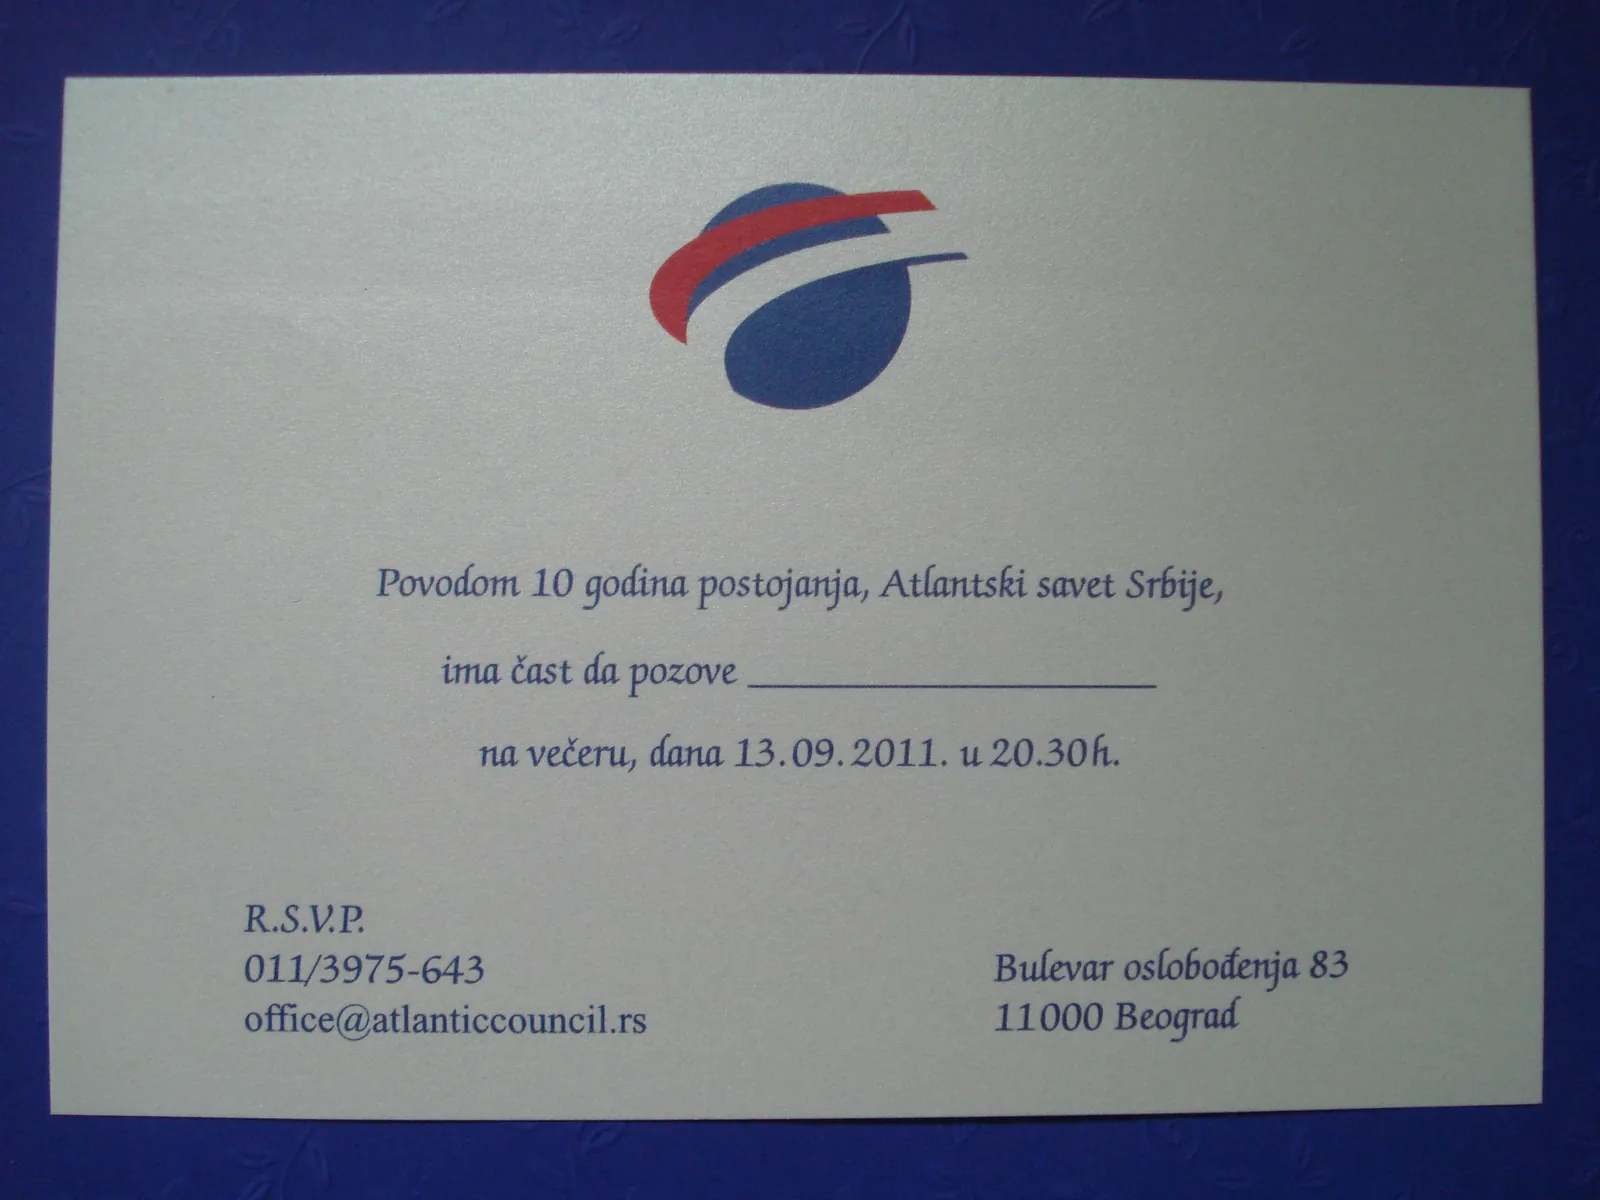 Povodom 10 godina postojanja, Atlantski savet Srbije,
ima čast da pozove ____________________
na večeru, dana 13.09.2011. u 20.30h.
R.S.V.P.
011/3975-643
office@atlanticcouncil.rs
Bulevar oslobođenja 83
11000 Beograd